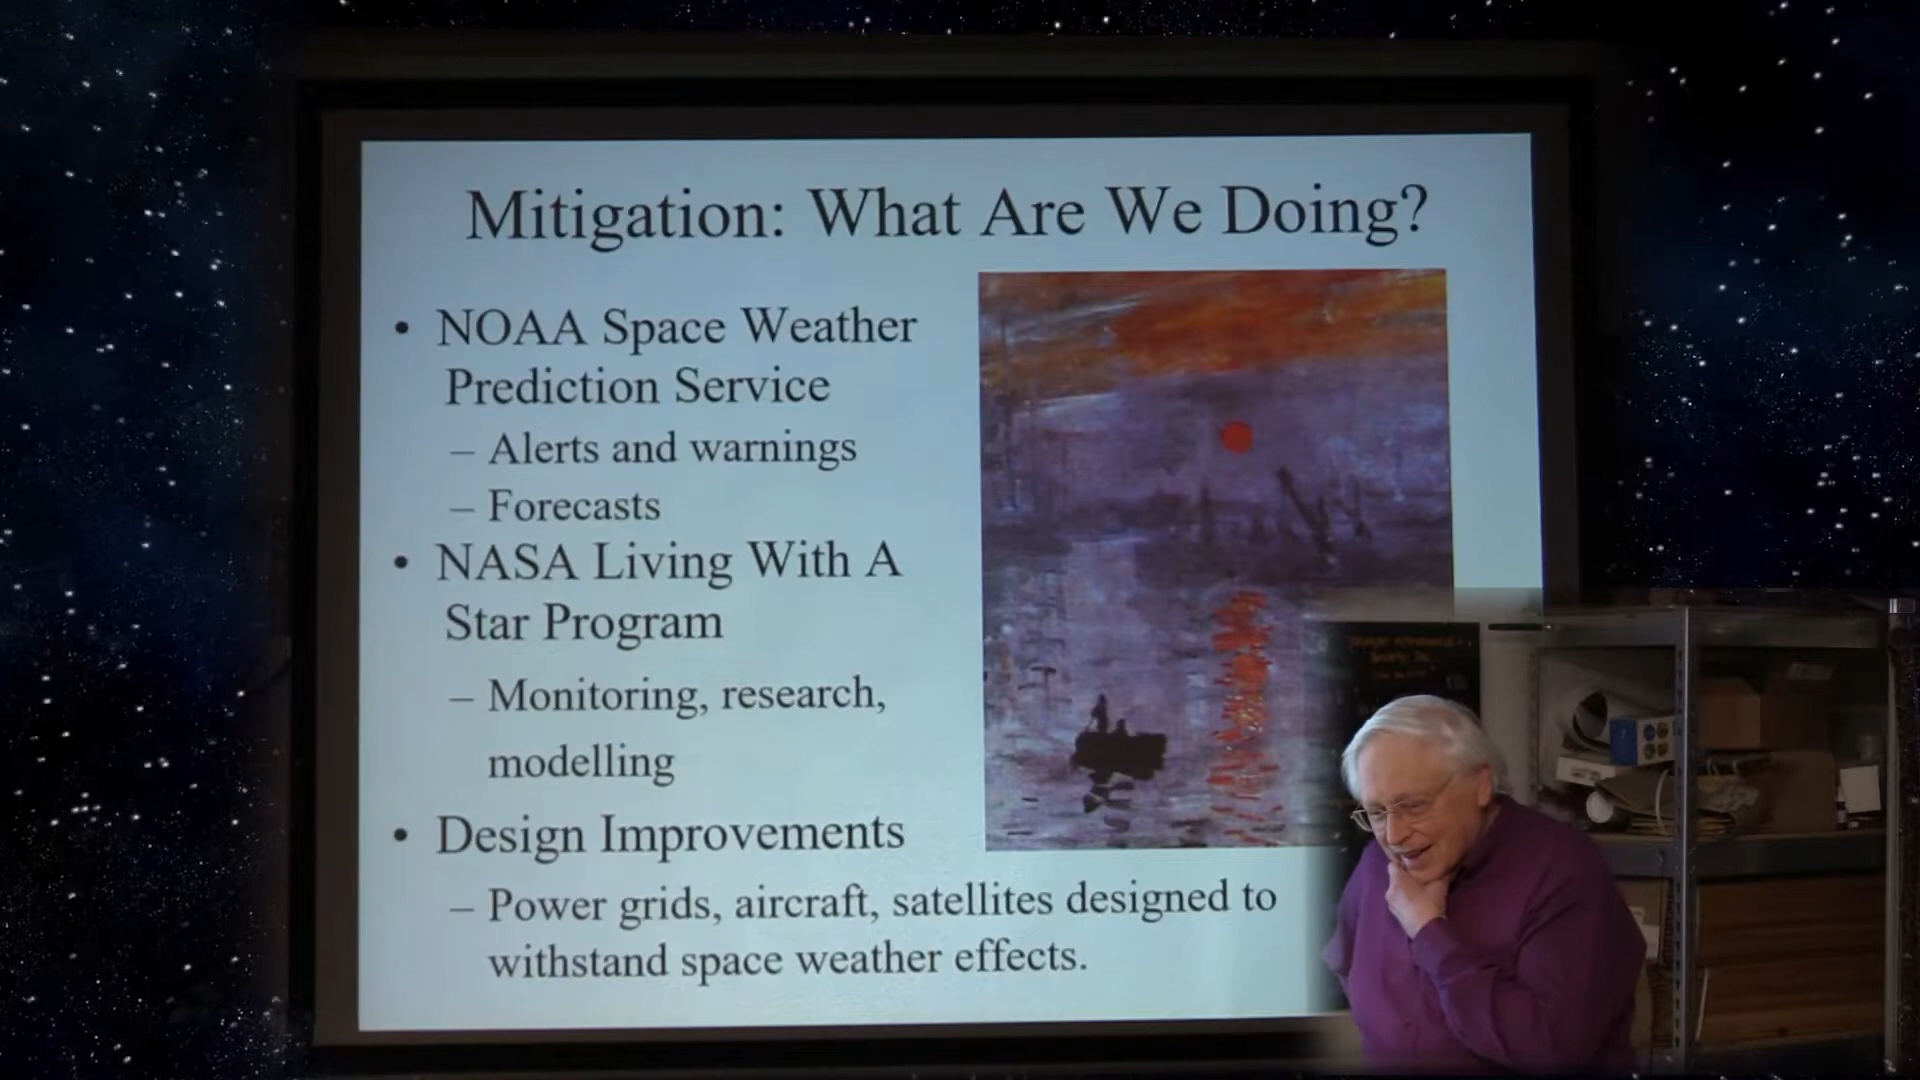 Mitigation: What Are We Doing?
• NOAA Space Weather
Prediction Service
– Alerts and warnings
– Forecasts
• NASA Living With A
Star Program
– Monitoring, research,
modelling
• Design Improvements
– Power grids, aircraft, satellites designed to
withstand space weather effects.